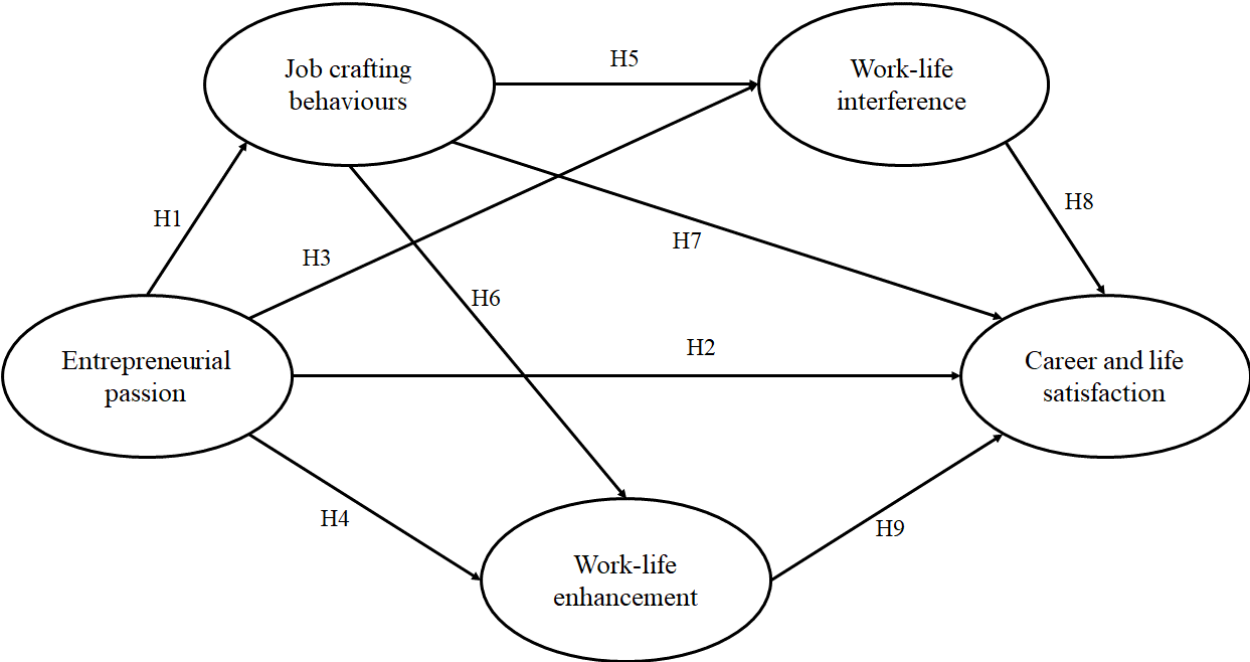 Job crafting
behaviours
H5
Work-life
interference
H1
H3
H6
H7
H8
Entrepreneurial
passion
H2
Career and life
satisfaction
H4
Work-life
enhancement
H9